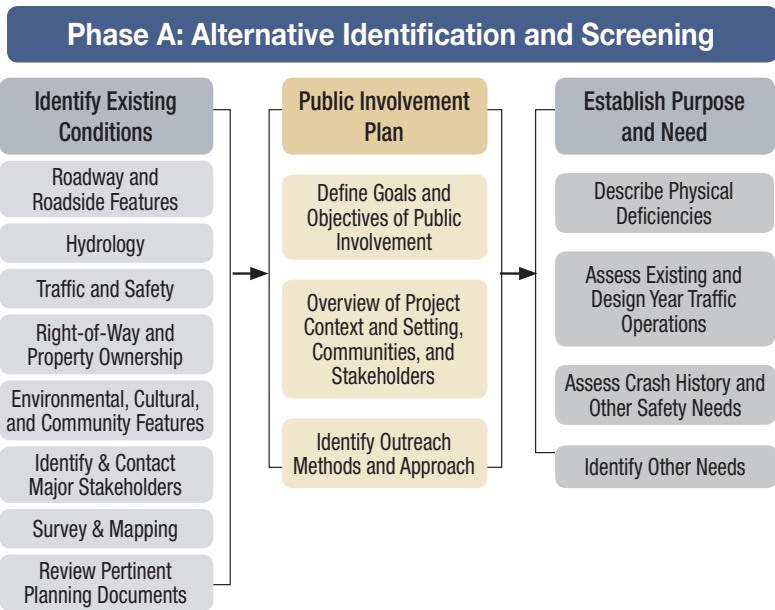 Phase A: Alternative Identification and Screening
Identify Existing
Conditions
Roadway and
Roadside Features
Hydrology
Traffic and Safety
Right-of-Way and
Property Ownership
Environmental, Cultural,
and Community Features
Identify & Contact
Major Stakeholders
Survey & Mapping
Review Pertinent
Planning Documents
Public Involvement
Plan
Define Goals and
Objectives of Public
Involvement
Overview of Project
Context and Setting,
Communities, and
Stakeholders
Identify Outreach
Methods and Approach
Establish Purpose
and Need
Describe Physical
Deficiencies
Assess Existing and
Design Year Traffic
Operations
Assess Crash History and
Other Safety Needs
Identify Other Needs